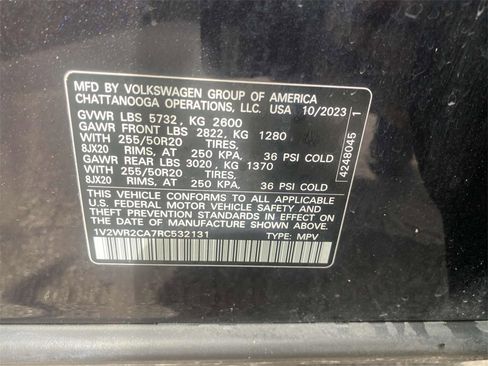 MFD BY VOLKSWAGEN GROUP OF AMERICA
CHATTANOOGA OPERATIONS, LLC. USA 10/2023
GVWR LBS 5732, KG 2600
GAWR FRONT LBS 2822, KG 1280
WITH 255/50R20
8JX20 RIMS, AT 250 KPA, 36 PSI COLD
GAWR REAR LBS 3020, KG 1370
WITH 255/50R20
8JX20 RIMS, AT 250 KPA, 36 PSI COLD
THIS VEHICLE CONFORMS TO ALL APPLICABLE
U.S. FEDERAL MOTOR VEHICLE SAFETY AND
THEFT PREVENTION STANDARDS IN EFFECT ON
THE DATE OF MANUFACTURE SHOWN ABOVE.
1V2WR2CA7RC532131 TYPE: MPV
4248045 1